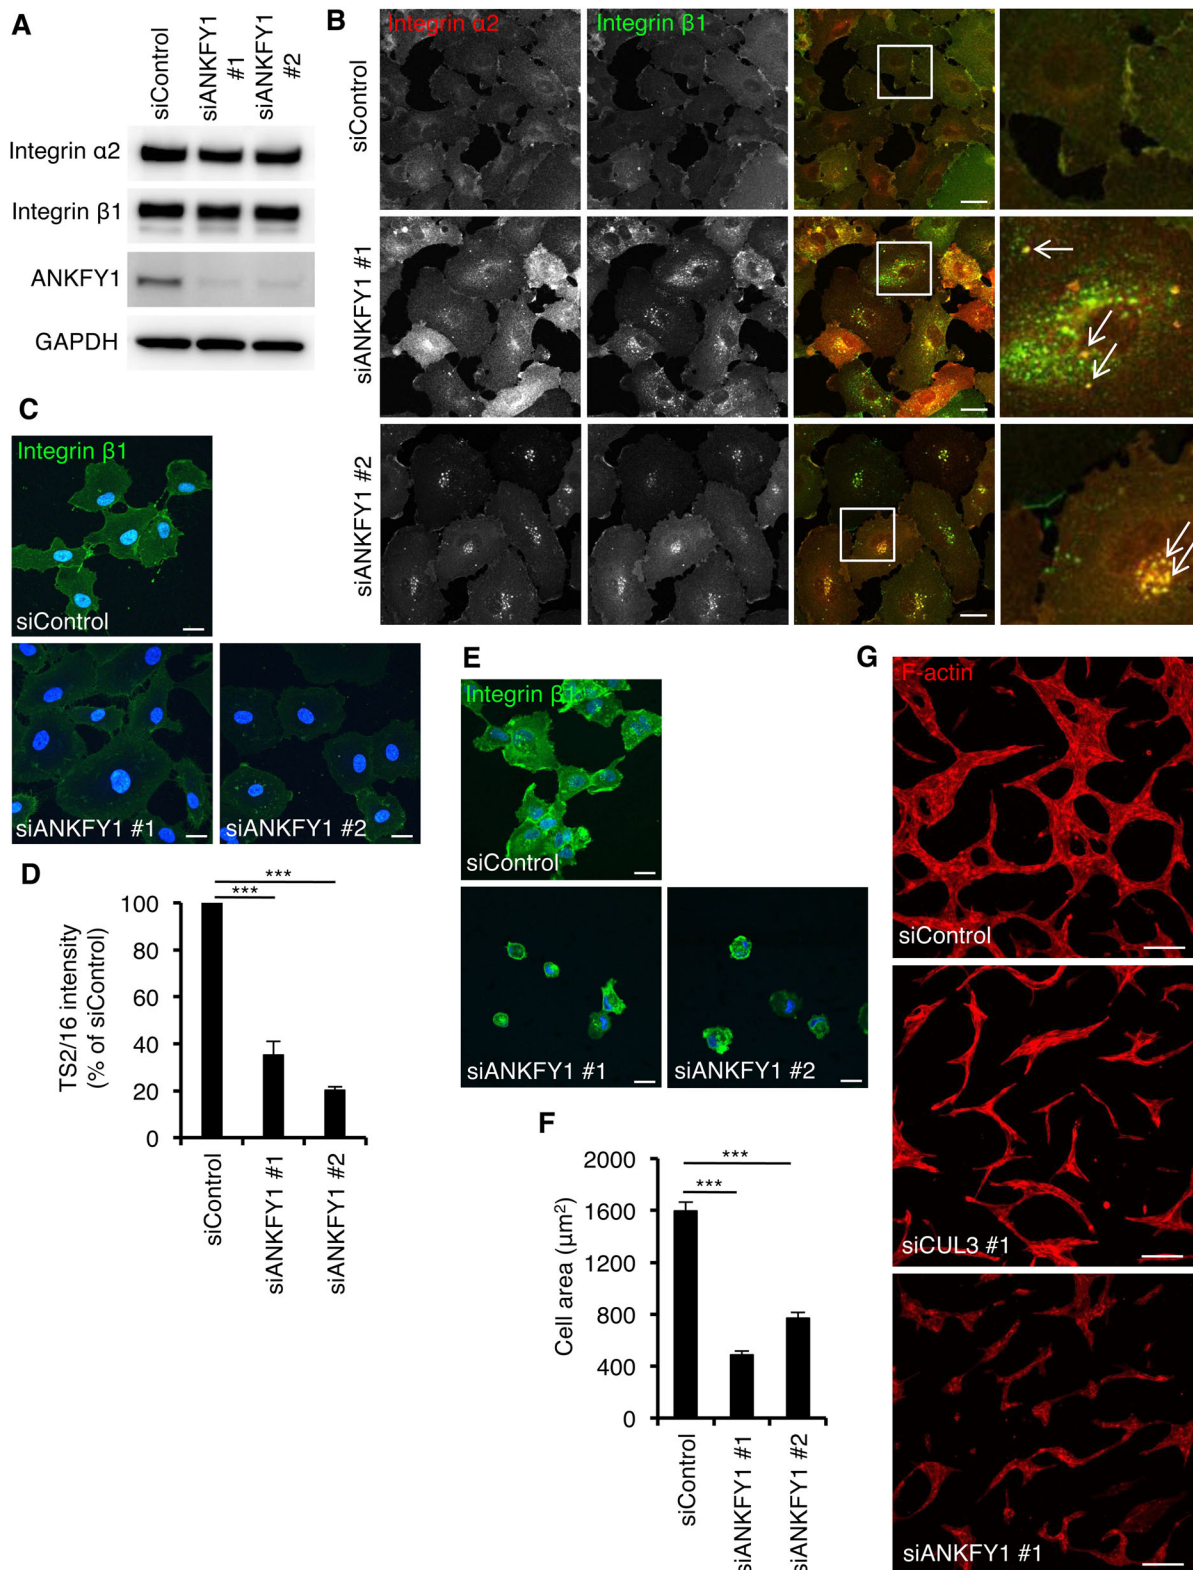 A
siControl
siANKFY1
#1
siANKFY1
#2
Integrin α2
Integrin β1
ANKFY1
GAPDH
B
Integrin α2
Integrin β1
siControl
siANKFY1 #1
siANKFY1 #2
C
Integrin β1
siControl
siANKFY1 #1
siANKFY1 #2
D
***
***
TS2/16 intensity
(% of siControl)
100
80
60
40
20
0
siControl
siANKFY1 #1
siANKFY1 #2
E
Integrin β1
siControl
siANKFY1 #1
siANKFY1 #2
F
***
***
Cell area (µm²)
2000
1600
1200
800
400
0
siControl
siANKFY1 #1
siANKFY1 #2
G
F-actin
siControl
siCUL3 #1
siANKFY1 #1